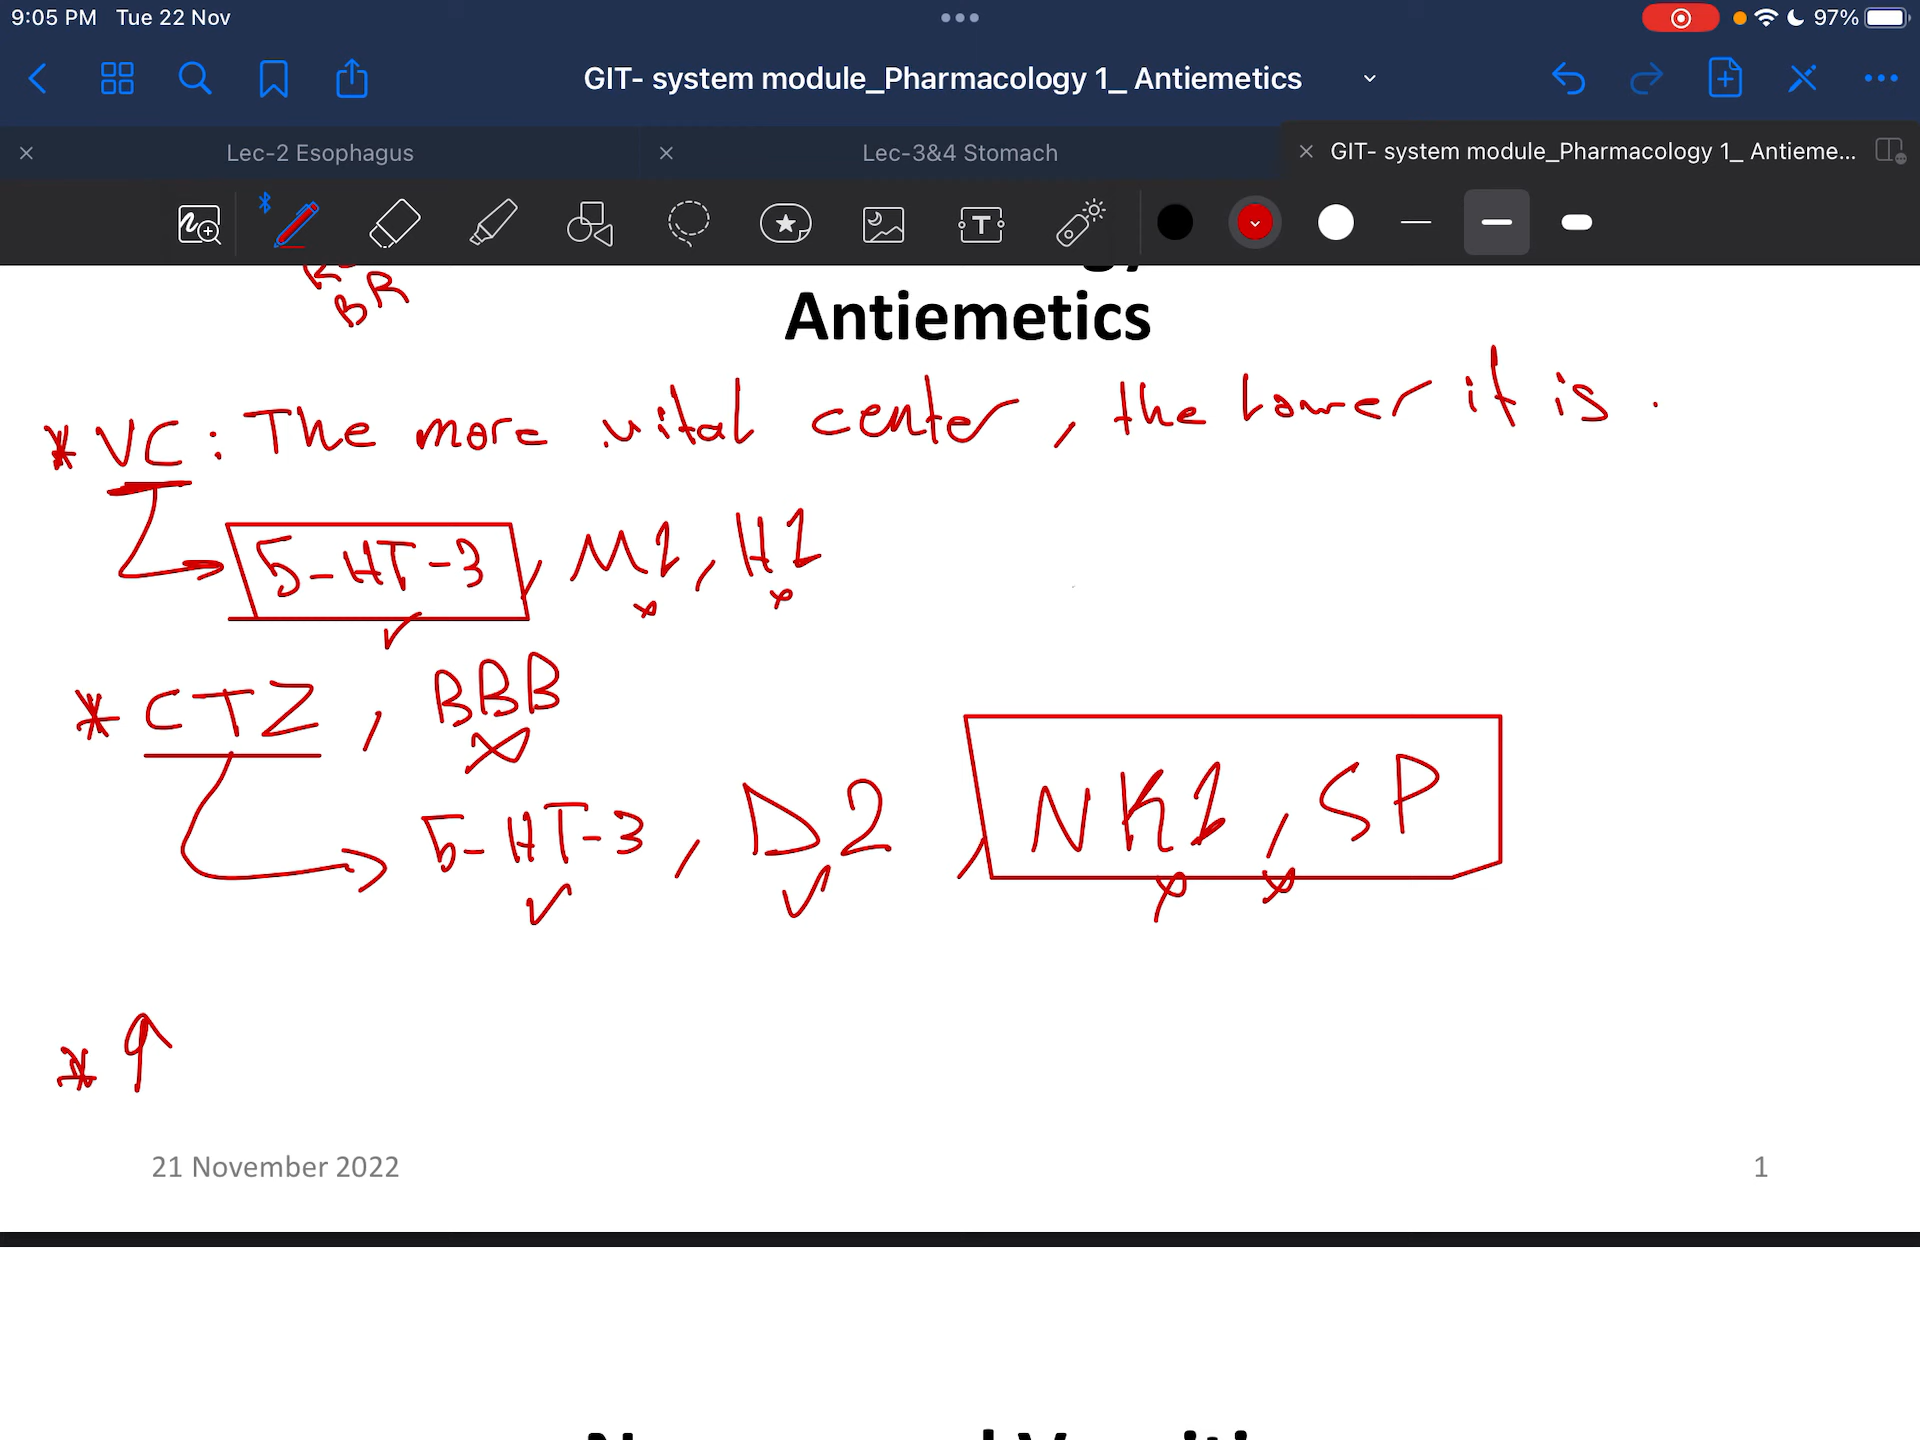 9:05 PM Tue 22 Nov 97%
GIT- system module_Pharmacology 1_ Antiemetics
Lec-2 Esophagus Lec-3&4 Stomach GIT- system module_Pharmacology 1_ Antieme...
BR
Antiemetics
* VC : The more vital center , the lower it is .
5-HT-3 , M1 , H1
* CTZ , BBB
5-HT-3 , D2 , NK1 , SP
* ↑
21 November 2022 1